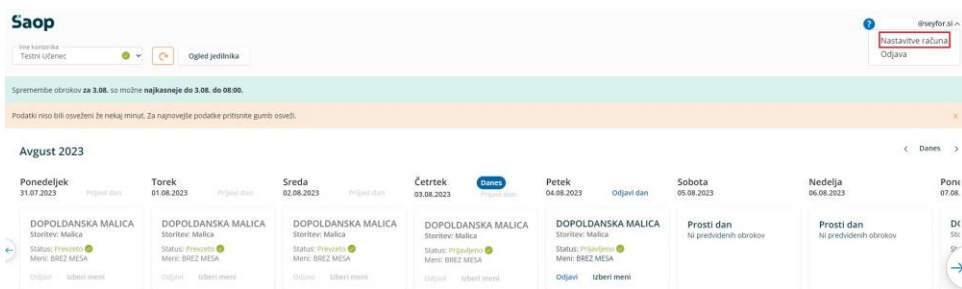 Saop
@seyfor.si
Nastavitve računa
Odjava
Ime korisnika
Testni Učenec
Ogled jedilnika
Spremembe obrokov za 3.08. so možne najkasneje do 3.08. do 08:00.
Podatki niso bili osveženi že nekaj minut. Za najnovejše podatke pritisnite gumb osveži.
Avgust 2023
Danes
Ponedeljek
31.07.2023 Prijavi dan
Torek
01.08.2023 Prijavi dan
Sreda
02.08.2023 Prijavi dan
Četrtek Danes
03.08.2023 Prijavi dan
Petek
04.08.2023 Odjavi dan
Sobota
05.08.2023
Nedelja
06.08.2023
Pone
07.08.
DOPOLDANSKA MALICA
Storitev: Malica
Status: Prevzeto
Meni: BREZ MESA
Odjavi Izberi meni
DOPOLDANSKA MALICA
Storitev: Malica
Status: Prevzeto
Meni: BREZ MESA
Odjavi Izberi meni
DOPOLDANSKA MALICA
Storitev: Malica
Status: Prevzeto
Meni: BREZ MESA
Odjavi Izberi meni
DOPOLDANSKA MALICA
Storitev: Malica
Status: Prijavljeno
Meni: BREZ MESA
Odjavi Izberi meni
DOPOLDANSKA MALICA
Storitev: Malica
Status: Prijavljeno
Meni: BREZ MESA
Odjavi Izberi meni
Prosti dan
Ni predvidenih obrokov
Prosti dan
Ni predvidenih obrokov